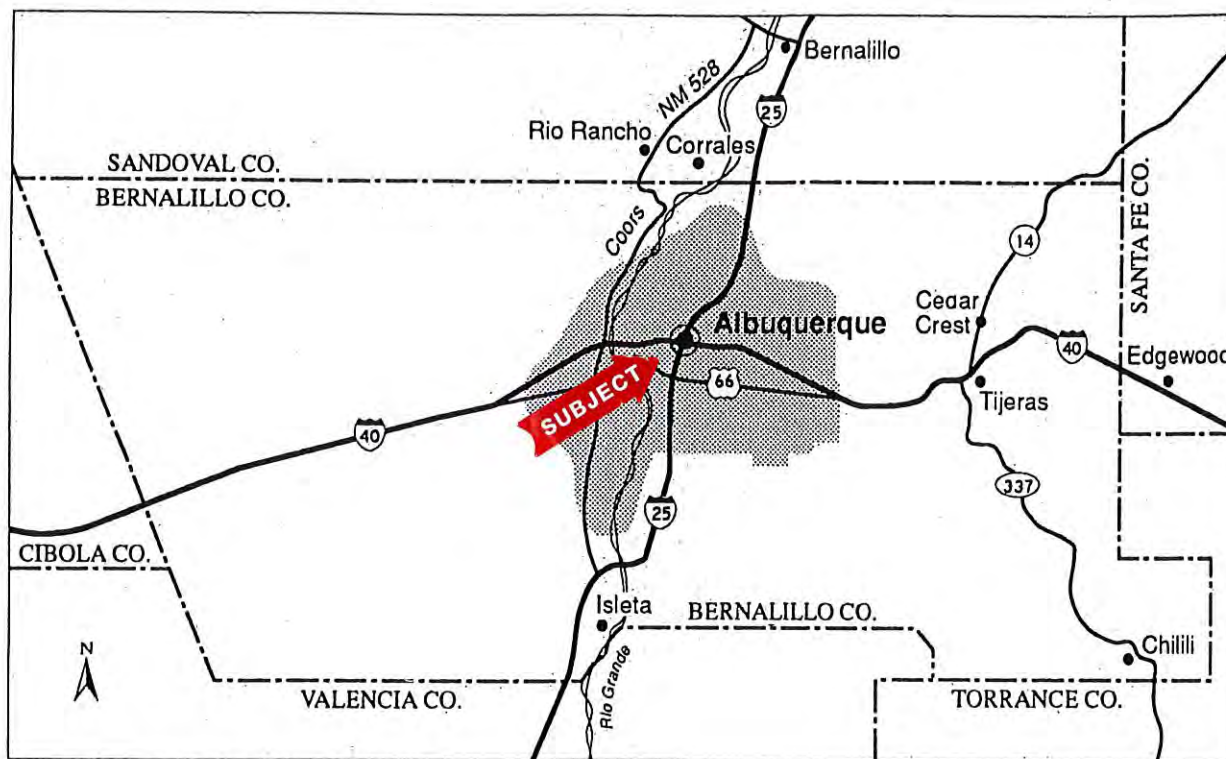 Bernalillo
NM 528
25
Rio Rancho
Corrales
SANDOVAL CO.
BERNALILLO CO.
SANTA FE CO.
Coors
14
Cedar
Crest
Albuquerque
40
Edgewood
SUBJECT
66
Tijeras
40
337
25
CIBOLA CO.
Isleta
BERNALILLO CO.
N
Chilili
Rio Grande
VALENCIA CO.
TORRANCE CO.